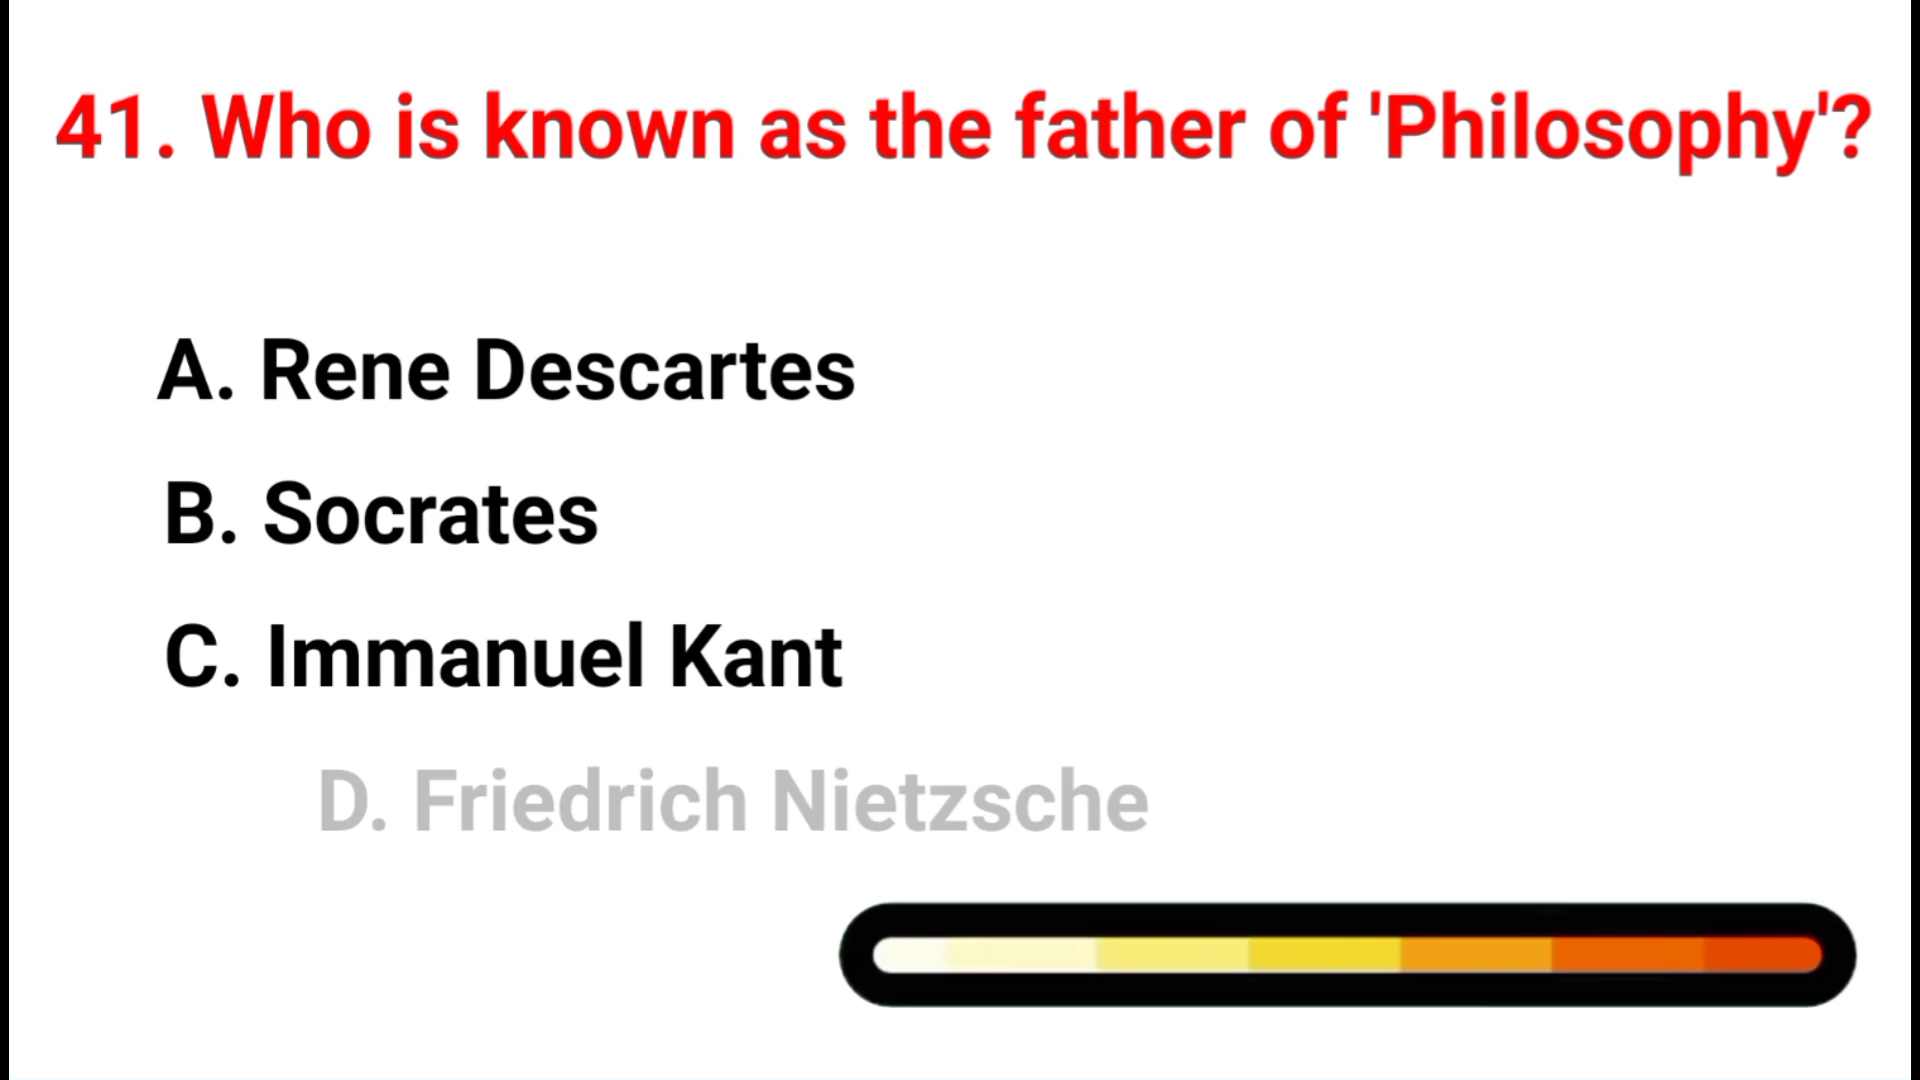 41. Who is known as the father of 'Philosophy'?
A. Rene Descartes
B. Socrates
C. Immanuel Kant
D. Friedrich Nietzsche